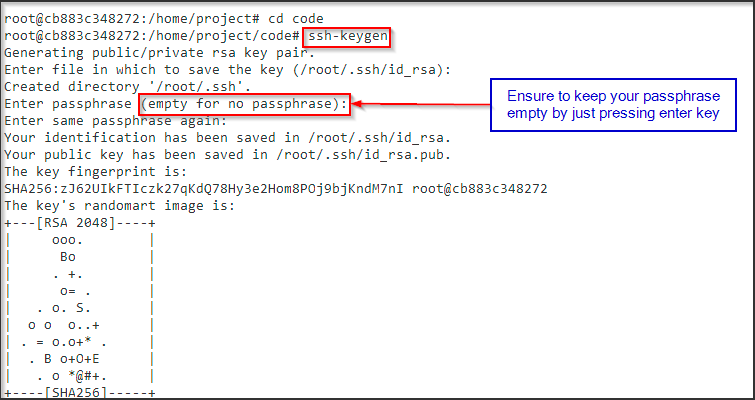 root@cb883c348272:/home/project# cd code
root@cb883c348272:/home/project/code# ssh-keygen
Generating public/private rsa key pair.
Enter file in which to save the key (/root/.ssh/id_rsa):
Created directory '/root/.ssh'.
Enter passphrase (empty for no passphrase):
Ensure to keep your passphrase
empty by just pressing enter key
Enter same passphrase again:
Your identification has been saved in /root/.ssh/id_rsa.
Your public key has been saved in /root/.ssh/id_rsa.pub.
The key fingerprint is:
SHA256:zJ62UIkFTIczk27qKdQ78Hy3e2Hom8POj9bjKndM7nI root@cb883c348272
The key's randomart image is:
+---[RSA 2048]----+
|     ooo.        |
|      Bo         |
|     . +.        |
|      o= .       |
|   . o. S.       |
|  o o  o..+      |
| . = o.o+* .     |
|  . B o+O+E      |
|   . o *@#+.     |
+----[SHA256]-----+